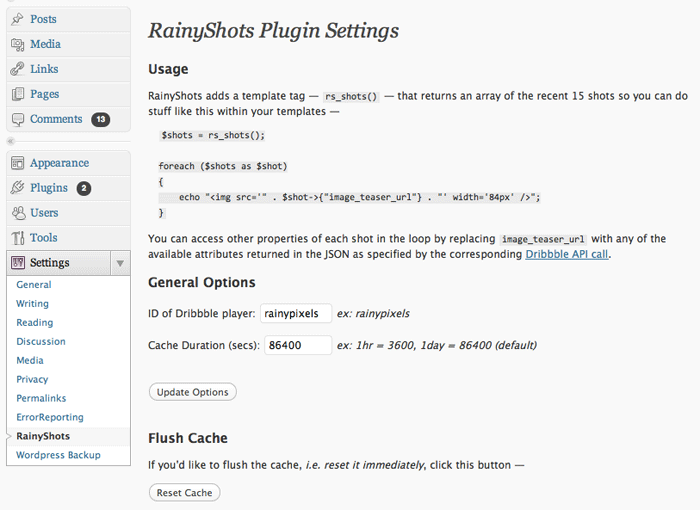 Posts
Media
Links
Pages
Comments 13
Appearance
Plugins 2
Users
Tools
Settings
General
Writing
Reading
Discussion
Media
Privacy
Permalinks
ErrorReporting
RainyShots
Wordpress Backup
RainyShots Plugin Settings
Usage
RainyShots adds a template tag — rs_shots() — that returns an array of the recent 15 shots so you can do
stuff like this within your templates —
$shots = rs_shots();
foreach ($shots as $shot)
{
echo "<img src='" . $shot->{"image_teaser_url"} . "' width='84px' />";
}
You can access other properties of each shot in the loop by replacing image_teaser_url with any of the
available attributes returned in the JSON as specified by the corresponding Dribbble API call.
General Options
ID of Dribbble player: rainypixels ex: rainypixels
Cache Duration (secs): 86400 ex: 1hr = 3600, 1day = 86400 (default)
Update Options
Flush Cache
If you'd like to flush the cache, i.e. reset it immediately, click this button —
Reset Cache